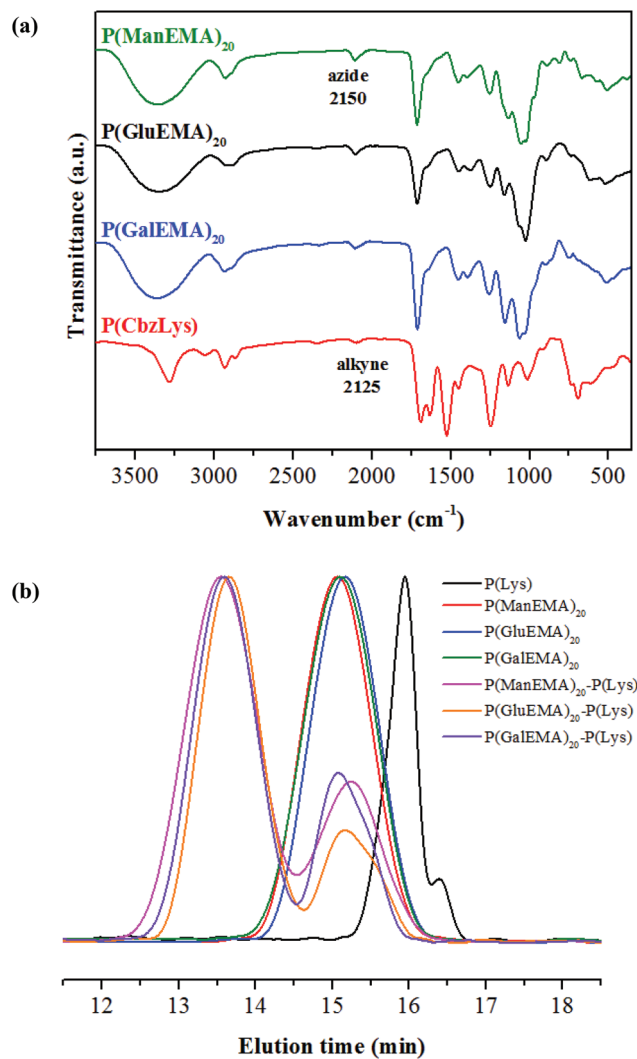 (a)
P(ManEMA)20
azide
2150
P(GluEMA)20
P(GalEMA)20
P(CbzLys)
alkyne
2125
Transmittance (a.u.)
3500 3000 2500 2000 1500 1000 500
Wavenumber (cm-1)
(b)
P(Lys)
P(ManEMA)20
P(GluEMA)20
P(GalEMA)20
P(ManEMA)20-P(Lys)
P(GluEMA)20-P(Lys)
P(GalEMA)20-P(Lys)
12 13 14 15 16 17 18
Elution time (min)